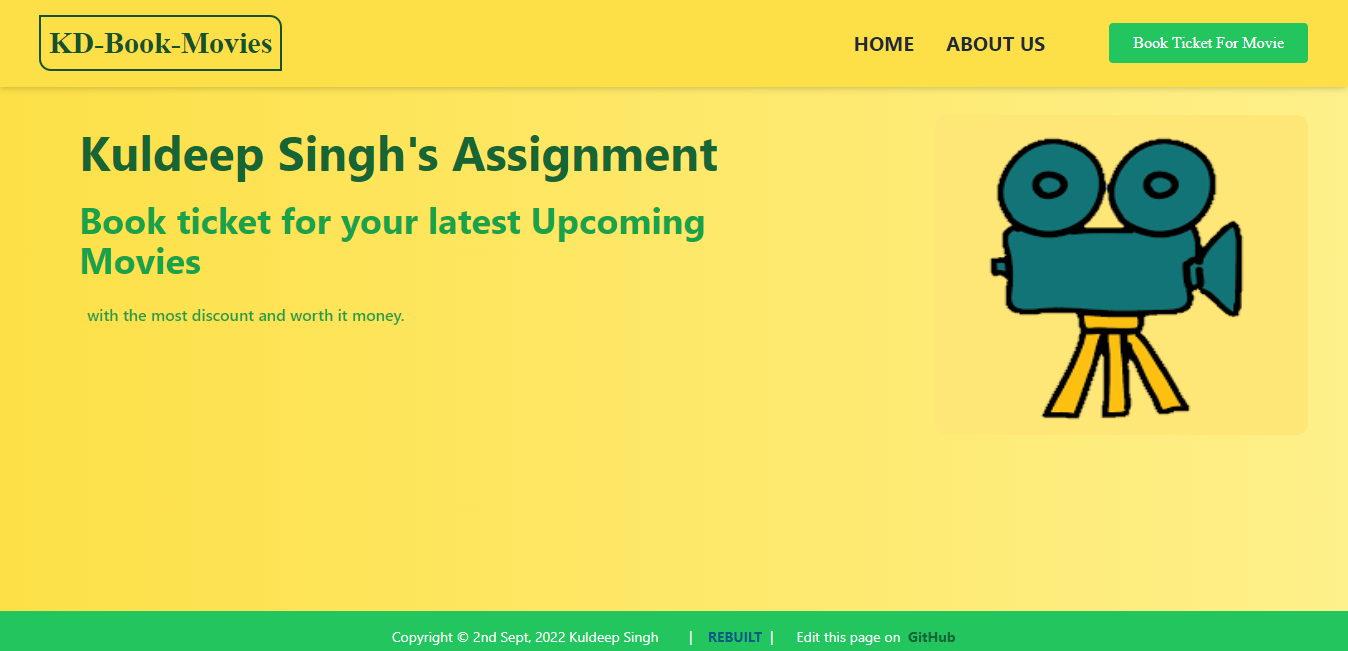 KD-Book-Movies
HOME
ABOUT US
Book Ticket For Movie
Kuldeep Singh's Assignment
Book ticket for your latest Upcoming
Movies
with the most discount and worth it money.
Copyright © 2nd Sept, 2022 Kuldeep Singh | REBUILT | Edit this page on GitHub